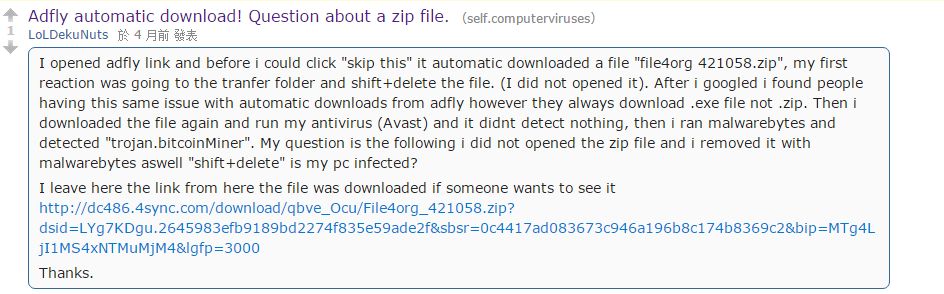 Adfly automatic download! Question about a zip file. (self.computerviruses)
1
LoLDekuNuts 於 4 月前 發表
I opened adfly link and before i could click "skip this" it automatic downloaded a file "file4org 421058.zip", my first
reaction was going to the tranfer folder and shift+delete the file. (I did not opened it). After i googled i found people
having this same issue with automatic downloads from adfly however they always download .exe file not .zip. Then i
downloaded the file again and run my antivirus (Avast) and it didnt detect nothing, then i ran malwarebytes and
detected "trojan.bitcoinMiner". My question is the following i did not opened the zip file and i removed it with
malwarebytes aswell "shift+delete" is my pc infected?
I leave here the link from here the file was downloaded if someone wants to see it
http://dc486.4sync.com/download/qbve_Ocu/File4org_421058.zip?
dsid=LYg7KDgu.2645983efb9189bd2274f835e59ade2f&sbsr=0c4417ad083673c946a196b8c174b8369c2&bip=MTg4L
jI1MS4xNTMuMjM4&lgfp=3000
Thanks.